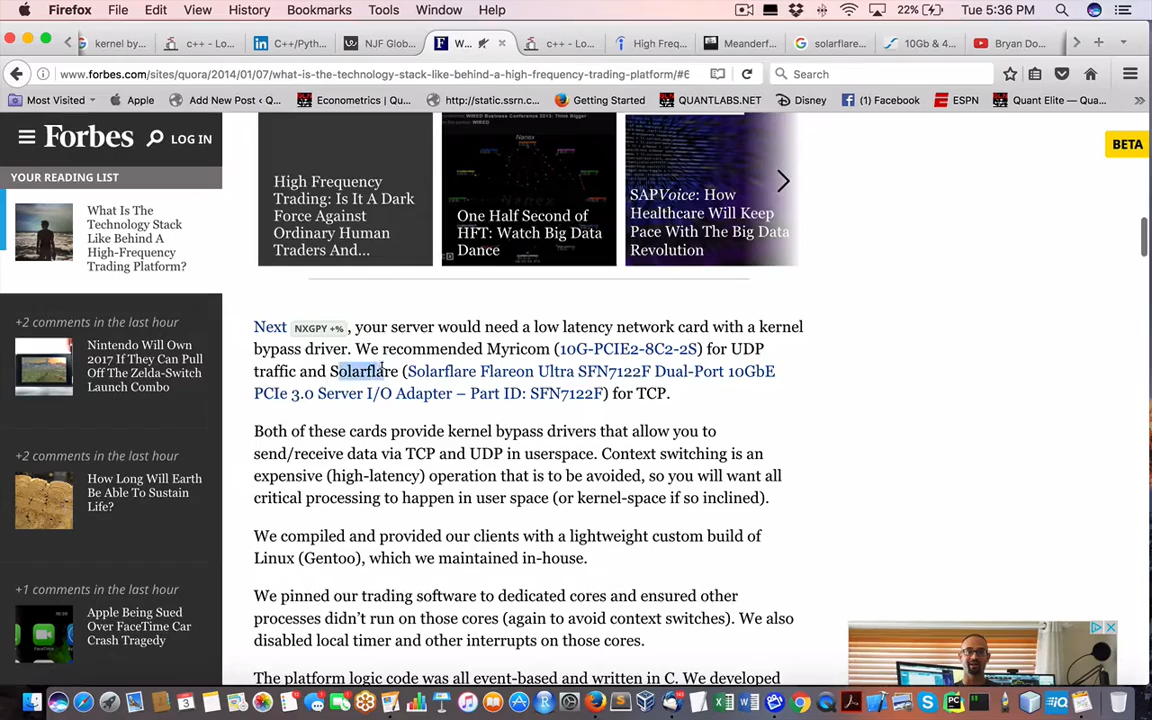 Firefox File Edit View History Bookmarks Tools Window Help 22% Tue 5:36 PM
kernel by... c++ - Lo... C++/Pyth... NJF Glob... W... c++ - Lo... High Freq... Meanderf... solarflare... 10Gb & 4... Bryan Do...
www.forbes.com/sites/quora/2014/01/07/what-is-the-technology-stack-like-behind-a-high-frequency-trading-platform/#6 Search
Most Visited Apple Add New Post ‹ Q... Econometrics | Qu... http://static.ssrn.c... Getting Started QUANTLABS.NET Disney (1) Facebook ESPN Quant Elite — Qua...
Forbes LOG IN
BETA
YOUR READING LIST
What Is The
Technology Stack
Like Behind A
High-Frequency
Trading Platform?
+2 comments in the last hour
Nintendo Will Own
2017 If They Can Pull
Off The Zelda-Switch
Launch Combo
+2 comments in the last hour
How Long Will Earth
Be Able To Sustain
Life?
+1 comments in the last hour
Apple Being Sued
Over FaceTime Car
Crash Tragedy
High Frequency
Trading: Is It A Dark
Force Against
Ordinary Human
Traders And...
One Half Second of
HFT: Watch Big Data
Dance
SAPVoice: How
Healthcare Will Keep
Pace With The Big Data
Revolution
Next NXGPY +%, your server would need a low latency network card with a kernel
bypass driver. We recommended Myricom (10G-PCIE2-8C2-2S) for UDP
traffic and Solarflare (Solarflare Flareon Ultra SFN7122F Dual-Port 10GbE
PCIe 3.0 Server I/O Adapter – Part ID: SFN7122F) for TCP.
Both of these cards provide kernel bypass drivers that allow you to
send/receive data via TCP and UDP in userspace. Context switching is an
expensive (high-latency) operation that is to be avoided, so you will want all
critical processing to happen in user space (or kernel-space if so inclined).
We compiled and provided our clients with a lightweight custom build of
Linux (Gentoo), which we maintained in-house.
We pinned our trading software to dedicated cores and ensured other
processes didn't run on those cores (again to avoid context switches). We also
disabled local timer and other interrupts on those cores.
The platform logic code was all event-based and written in C. We developed